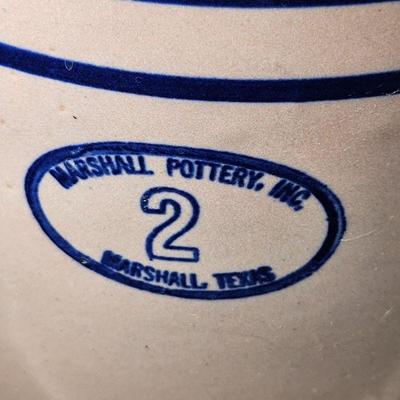 MARSHALL POTTERY, INC.
2
MARSHALL, TEXAS